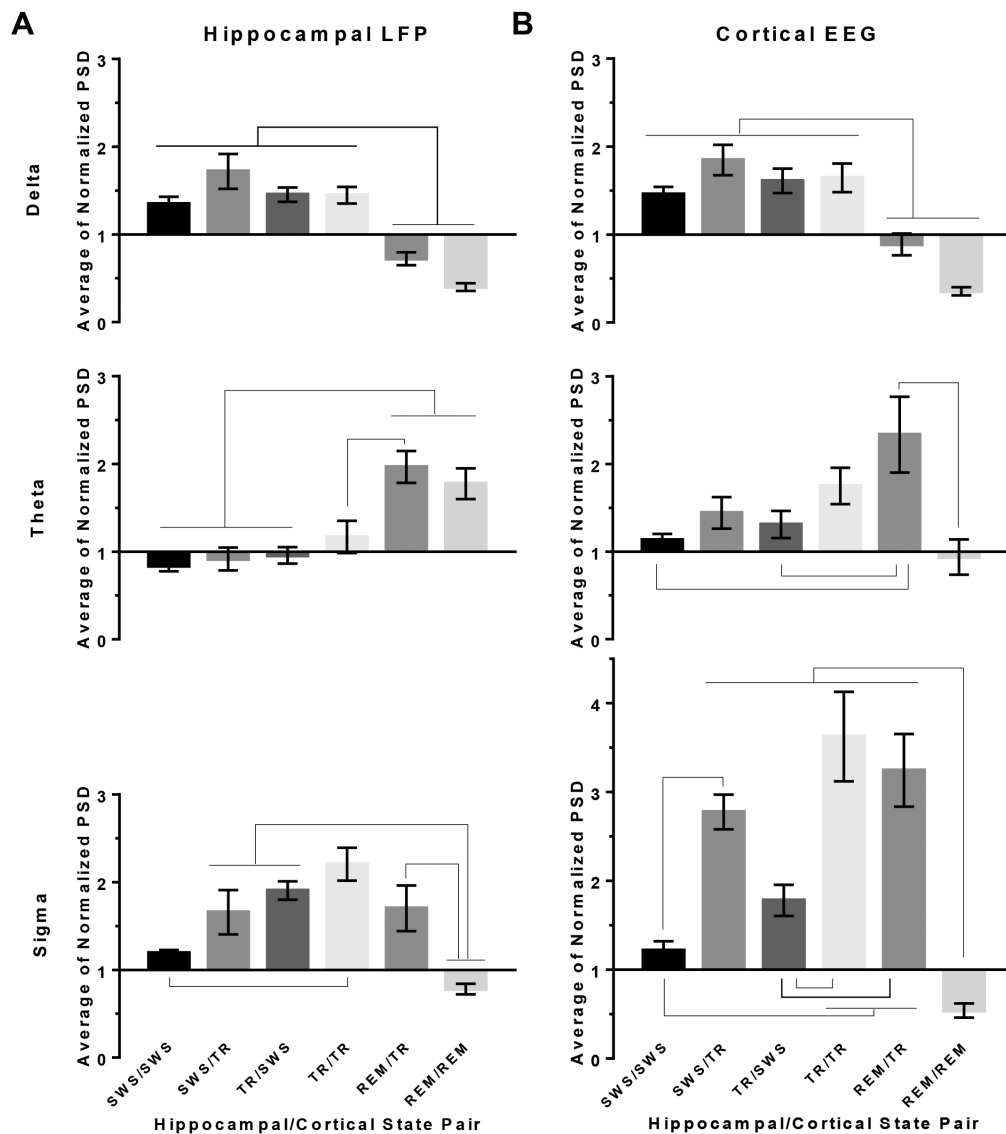 A
B
Hippocampal LFP
Cortical EEG
Delta
Average of Normalized PSD
3
2
1
0
Average of Normalized PSD
3
2
1
0
Theta
Average of Normalized PSD
3
2
1
0
Average of Normalized PSD
3
2
1
0
Sigma
Average of Normalized PSD
3
2
1
0
Average of Normalized PSD
4
3
2
1
0
SWS/SWS
SWS/TR
TR/SWS
TR/TR
REM/TR
REM/REM
SWS/SWS
SWS/TR
TR/SWS
TR/TR
REM/TR
REM/REM
Hippocampal/Cortical State Pair
Hippocampal/Cortical State Pair